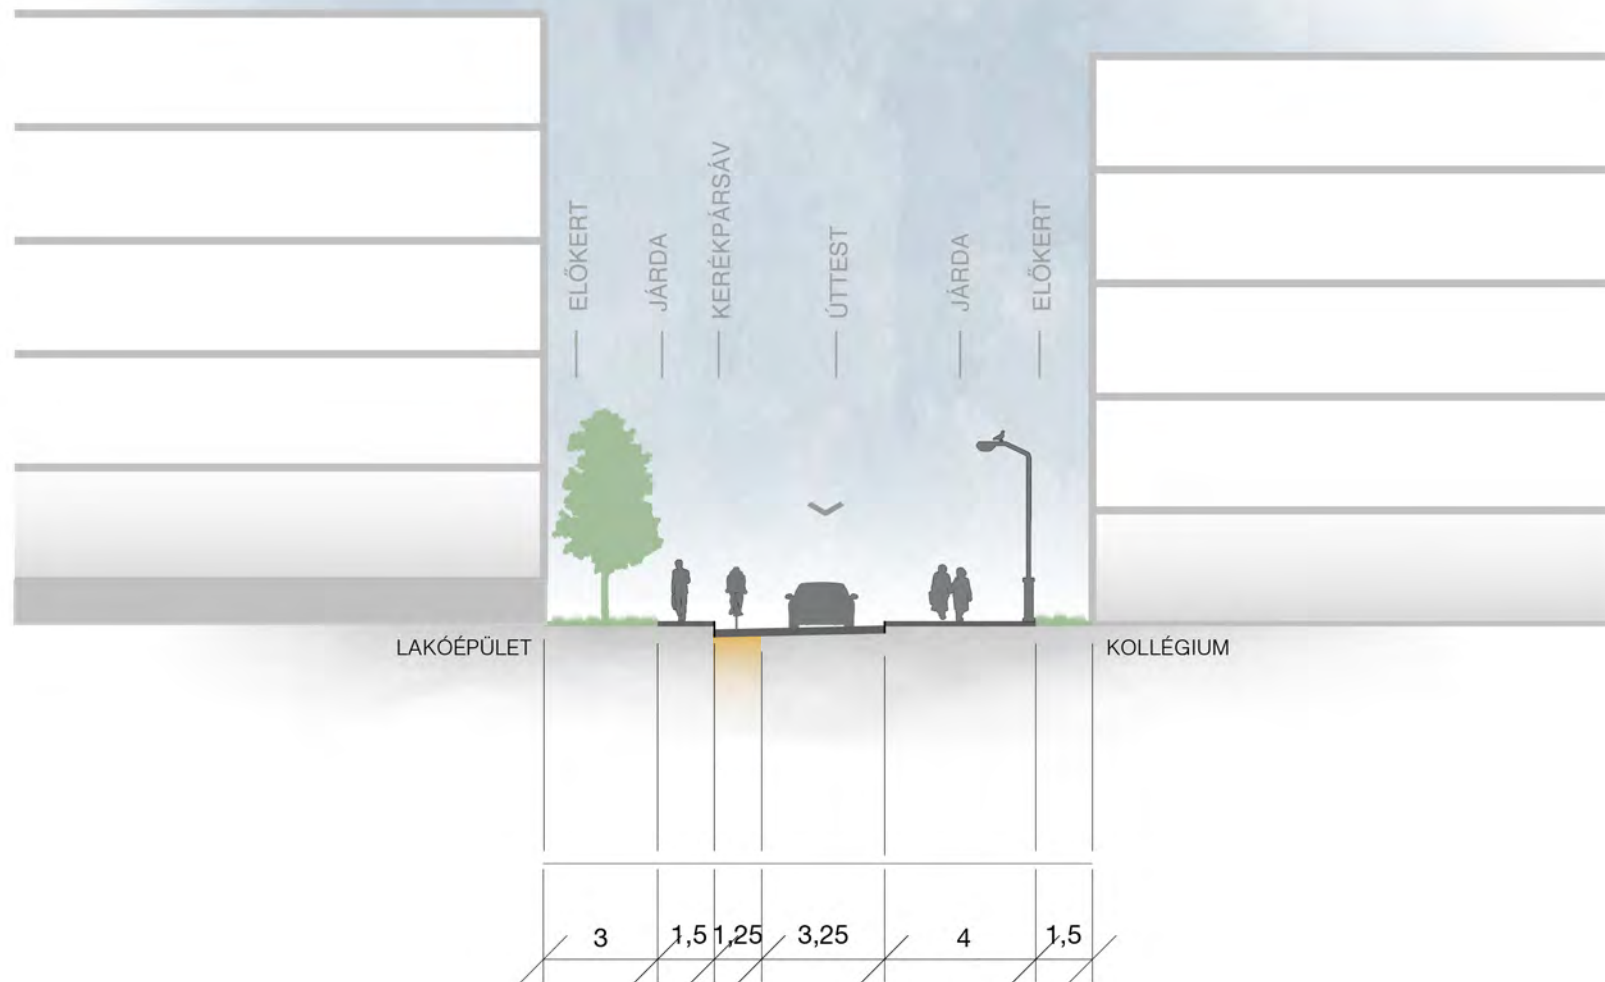 ELŐKERT
JÁRDA
KERÉKPÁRSÁV
ÚTTEST
JÁRDA
ELŐKERT
LAKÓÉPÜLET
KOLLÉGIUM
3
1,5
1,25
3,25
4
1,5